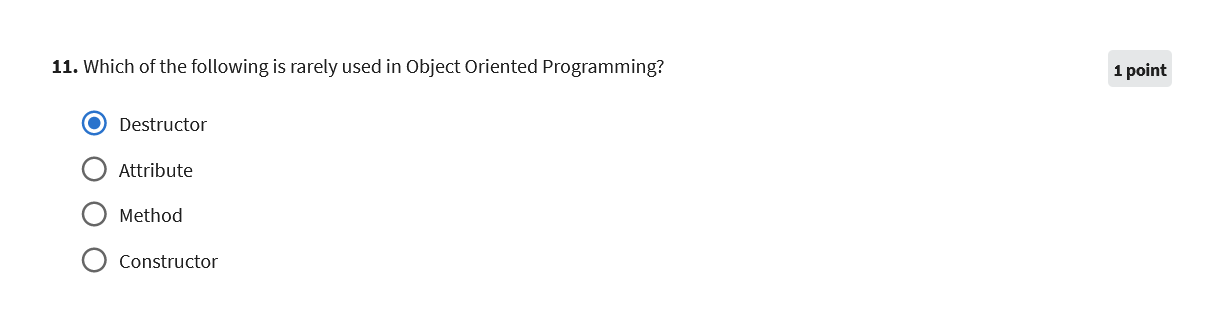 11. Which of the following is rarely used in Object Oriented Programming?
1 point
Destructor
Attribute
Method
Constructor